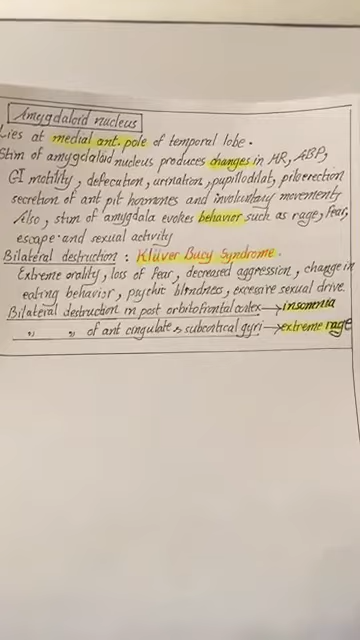 Amygdaloid nucleus
Lies at medial ant. pole of temporal lobe.
Stim of amygdaloid nucleus produces changes in HR, ABP,
GI motility, defecation, urination, pupillodilat, piloerection
secretion of ant pit hormones and involuntary movements
Also, stim of amygdala evokes behavior such as rage, fear,
escape and sexual activity
Bilateral destruction : Klüver Bucy Syndrome.
Extreme orality, loss of fear, decreased aggression, change in
eating behavior, psychic blindness, excessive sexual drive.
Bilateral destruction in post orbitofrontal cortex → insomnia
,, ,, of ant cingulate & subcortical gyri → extreme rage